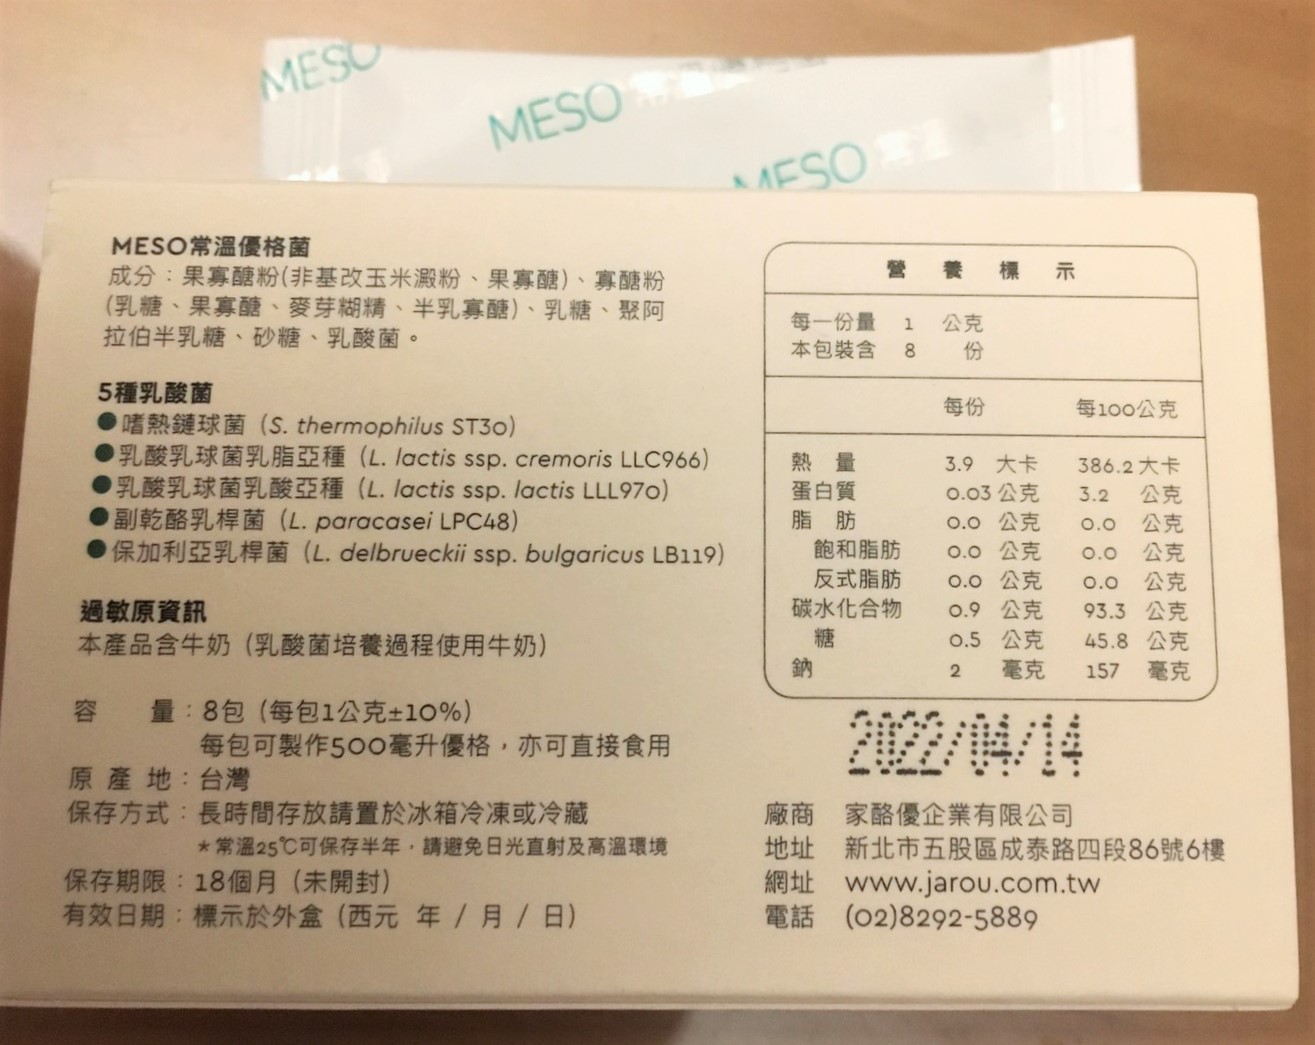 MESO
MESO
MESO
MESO常溫優格菌
成分：果寡醣粉(非基改玉米澱粉、果寡醣)、寡醣粉
(乳糖、果寡醣、麥芽糊精、半乳寡醣)、乳糖、聚阿
拉伯半乳糖、砂糖、乳酸菌。
5種乳酸菌
●嗜熱鏈球菌（S. thermophilus ST30）
●乳酸乳球菌乳脂亞種（L. lactis ssp. cremoris LLC966）
●乳酸乳球菌乳酸亞種（L. lactis ssp. lactis LLL970）
●副乾酪乳桿菌（L. paracasei LPC48）
●保加利亞乳桿菌（L. delbrueckii ssp. bulgaricus LB119）
過敏原資訊
本產品含牛奶（乳酸菌培養過程使用牛奶）
容 量：8包（每包1公克±10%）
每包可製作500毫升優格，亦可直接食用
原 產 地：台灣
保存方式：長時間存放請置於冰箱冷凍或冷藏
＊常溫25℃可保存半年，請避免日光直射及高溫環境
保存期限：18個月（未開封）
有效日期：標示於外盒（西元 年 / 月 / 日）
營 養 標 示
每一份量 1 公克
本包裝含 8 份
每份 每100公克
熱 量 3.9 大卡 386.2 大卡
蛋白質 0.03 公克 3.2 公克
脂 肪 0.0 公克 0.0 公克
飽和脂肪 0.0 公克 0.0 公克
反式脂肪 0.0 公克 0.0 公克
碳水化合物 0.9 公克 93.3 公克
糖 0.5 公克 45.8 公克
鈉 2 毫克 157 毫克
2022/04/14
廠商 家酪優企業有限公司
地址 新北市五股區成泰路四段86號6樓
網址 www.jarou.com.tw
電話 (02)8292-5889